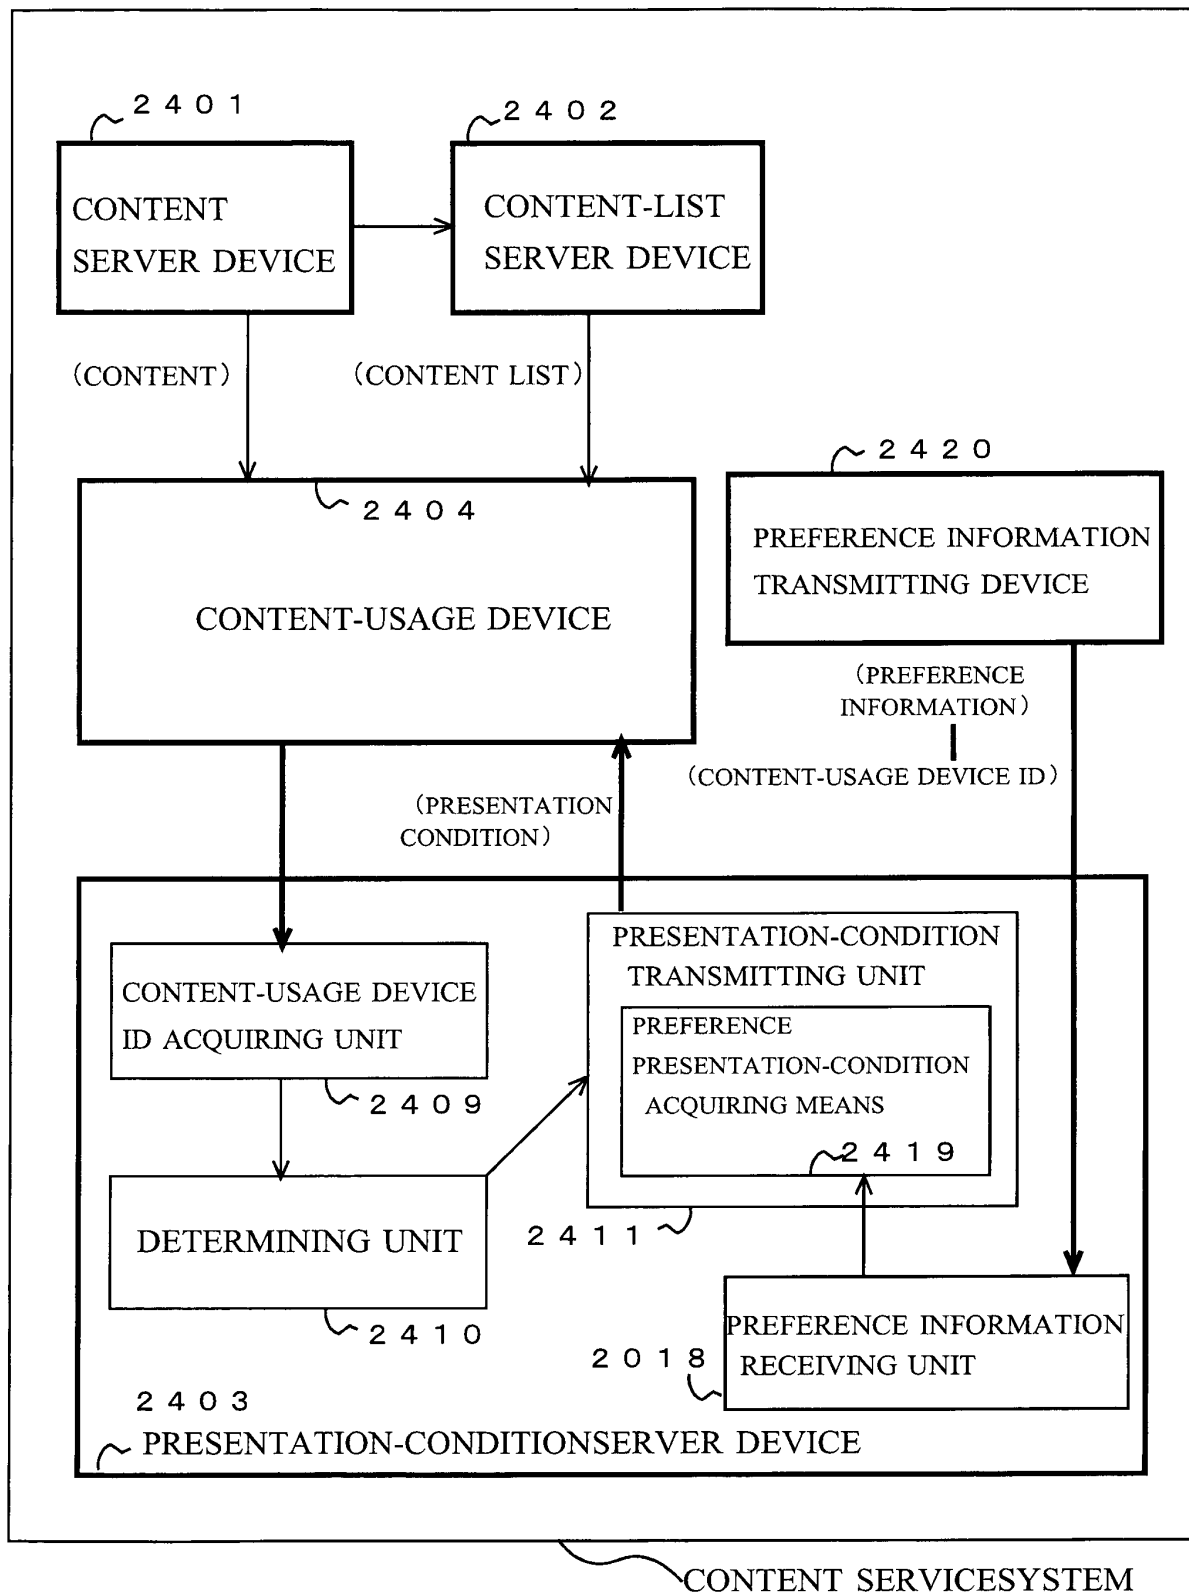 2401
2402
CONTENT
SERVER DEVICE
CONTENT-LIST
SERVER DEVICE
(CONTENT)
(CONTENT LIST)
2420
2404
PREFERENCE INFORMATION
TRANSMITTING DEVICE
CONTENT-USAGE DEVICE
(PREFERENCE
INFORMATION)
(CONTENT-USAGE DEVICE ID)
(PRESENTATION
CONDITION)
PRESENTATION-CONDITION
TRANSMITTING UNIT
CONTENT-USAGE DEVICE
ID ACQUIRING UNIT
2409
PREFERENCE
PRESENTATION-CONDITION
ACQUIRING MEANS
2419
2411
DETERMINING UNIT
2410
PREFERENCE INFORMATION
RECEIVING UNIT
2018
2403
PRESENTATION-CONDITIONSERVER DEVICE
CONTENT SERVICESYSTEM